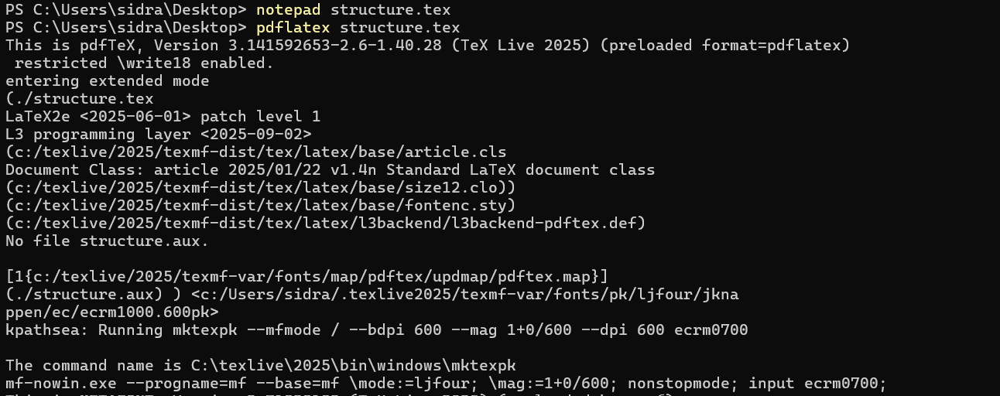 PS C:\Users\sidra\Desktop> notepad structure.tex
PS C:\Users\sidra\Desktop> pdflatex structure.tex
This is pdfTeX, Version 3.141592653-2.6-1.40.28 (TeX Live 2025) (preloaded format=pdflatex)
 restricted \write18 enabled.
entering extended mode
(./structure.tex
LaTeX2e <2025-06-01> patch level 1
L3 programming layer <2025-09-02>
(c:/texlive/2025/texmf-dist/tex/latex/base/article.cls
Document Class: article 2025/01/22 v1.4n Standard LaTeX document class
(c:/texlive/2025/texmf-dist/tex/latex/base/size12.clo))
(c:/texlive/2025/texmf-dist/tex/latex/base/fontenc.sty)
(c:/texlive/2025/texmf-dist/tex/latex/l3backend/l3backend-pdftex.def)
No file structure.aux.
[1{c:/texlive/2025/texmf-var/fonts/map/pdftex/updmap/pdftex.map}]
(./structure.aux) ) <c:/Users/sidra/.texlive2025/texmf-var/fonts/pk/ljfour/jkna
ppen/ec/ecrm1000.600pk>
kpathsea: Running mktexpk --mfmode / --bdpi 600 --mag 1+0/600 --dpi 600 ecrm0700
The command name is C:\texlive\2025\bin\windows\mktexpk
mf-nowin.exe --progname=mf --base=mf \mode:=ljfour; \mag:=1+0/600; nonstopmode; input ecrm0700;